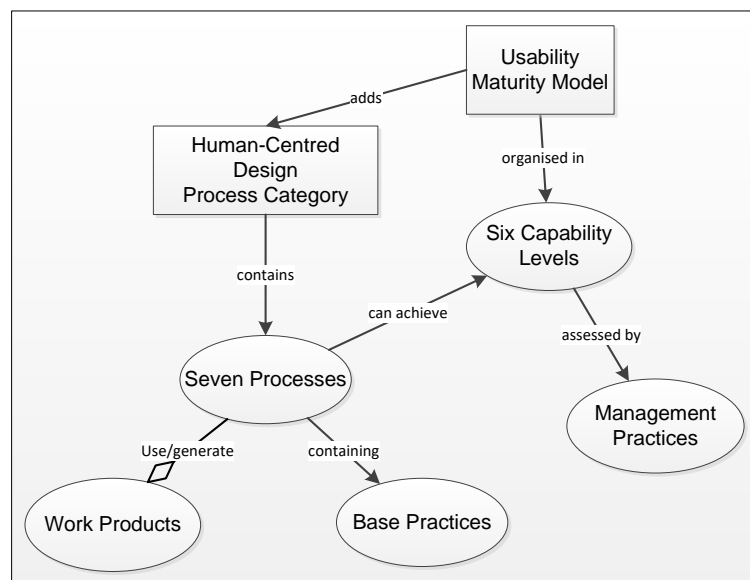 Usability
Maturity Model
adds
Human-Centred
Design
Process Category
organised in
Six Capability
Levels
contains
can achieve
assessed by
Seven Processes
Management
Practices
Use/generate
containing
Work Products
Base Practices